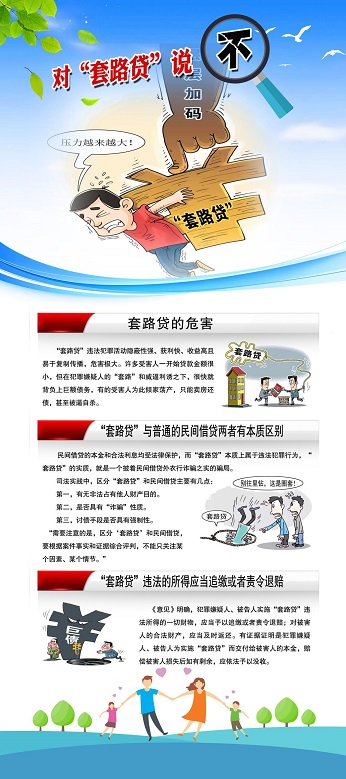 对“套路贷”说不
层层加码
压力越来越大！
“套路贷”
套路贷的危害
“套路贷”违法犯罪活动隐蔽性强、获利快、收益高且
易于复制传播，危害极大。许多受害人一开始贷款金额很
小，但在犯罪嫌疑人的“套路”和威逼利诱之下，很快就
背负上巨额债务，有的受害人为此倾家荡产，只能卖房还
债，甚至被逼自杀。
套路贷
“套路贷”与普通的民间借贷两者有本质区别
民间借贷的本金和合法利息均受法律保护，而“套路贷”本质上属于违法犯罪行为，“
套路贷”的实质，就是一个披着民间借贷外衣行诈骗之实的骗局。
司法实践中，区分“套路贷”和民间借贷主要有几点：
第一，有无非法占有他人财产目的。
第二，是否具有“诈骗”性质。
第三，讨债手段是否具有强制性。
“需要注意的是，区分‘套路贷’和民间借贷，
要根据案件事实和证据综合评判，不能只关注某
个因素、某个情节。”
别往里钻，这是圈套！
套路贷
“套路贷”违法的所得应当追缴或者责令退赔
《意见》明确，犯罪嫌疑人、被告人实施“套路贷”违
法所得的一切财物，应当予以追缴或者责令退赔；对被害
人的合法财产，应当及时返还。有证据证明是犯罪嫌疑
人、被告人为实施“套路贷”而交付给被害人的本金，赔
偿被害人损失后如有剩余，应依法予以没收。
巨债